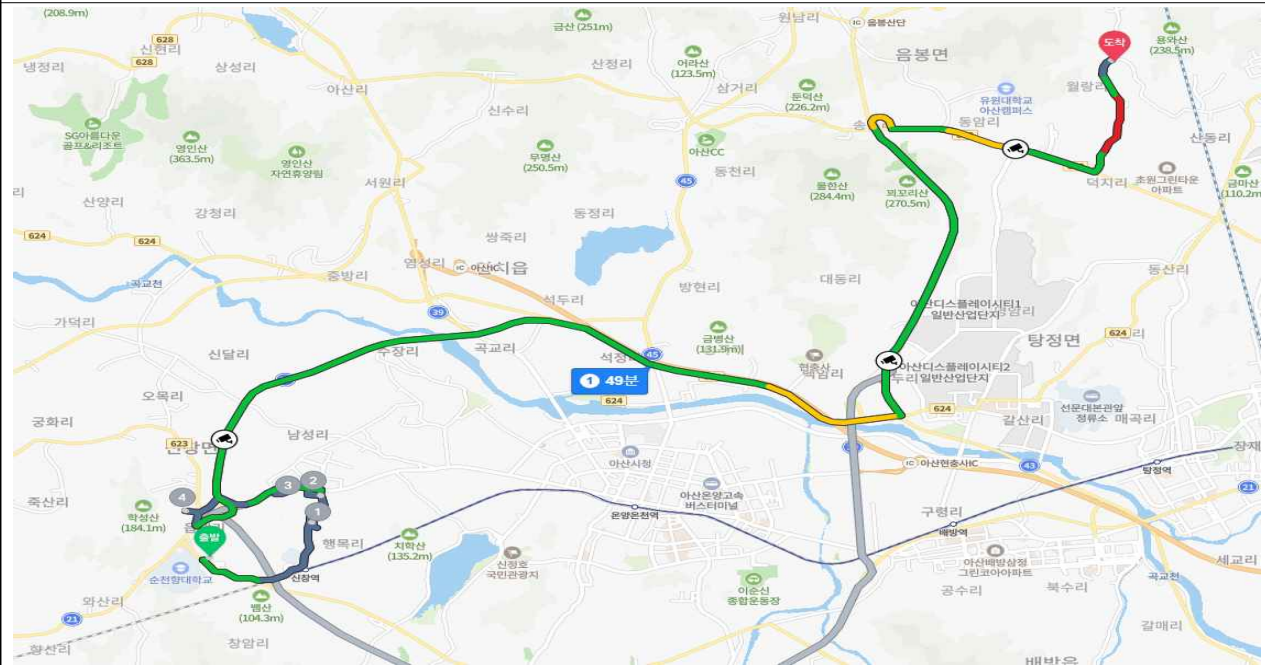 (208.9m)
신현리
628
628
냉정리
상성리
금산 (251m)
산정리
원남리
IC 음봉산단
어라산
(123.5m)
삼거리
음봉면
도착
용와산
(238.5m)
월랑리
아산리
신수리
둔덕산
(226.2m)
유원대학교
아산캠퍼스
동암리
산동리
SG아름다운
골프&리조트
영인산
(363.5m)
영인산
자연휴양림
무명산
(250.5m)
아산CC
동천리
45
서원리
물한산
(284.4m)
꾀꼬리산
(270.5m)
덕지리
초원그린타운
아파트
금마산
(110.2m)
산양리
강청리
동정리
624
624
쌍죽리
염성리
IC 아산IC
중방리
곡교천
방현리
대동리
동산리
39
석두리
가덕리
신달리
수장리
곡교리
석정리
45
금병산
(131.9m)
아산디스플레이시티1
일반산업단지
탕정면
624
현충사
백암리
아산디스플레이시티2
일반산업단지
1 49분
624
624
오목리
궁화리
623
남성리
갈산리
선문대본관앞
정류소
매곡리
아산시청
IC 아산현충사IC
43
탕정역
장재
21
죽산리
학성산
(184.1m)
4
3
2
1
아산온양고속
버스터미널
온양온천역
구령리
배방역
출발
행목리
치학산
(135.2m)
신창역
순천향대학교
신정호
국민관광지
아산배방삼정
그린코아아파트
세교리
곡교천
와산리
뱀산
(104.3m)
이순신
종합운동장
공수리
북수리
21
향산리
창암리
갈매리
배방읍